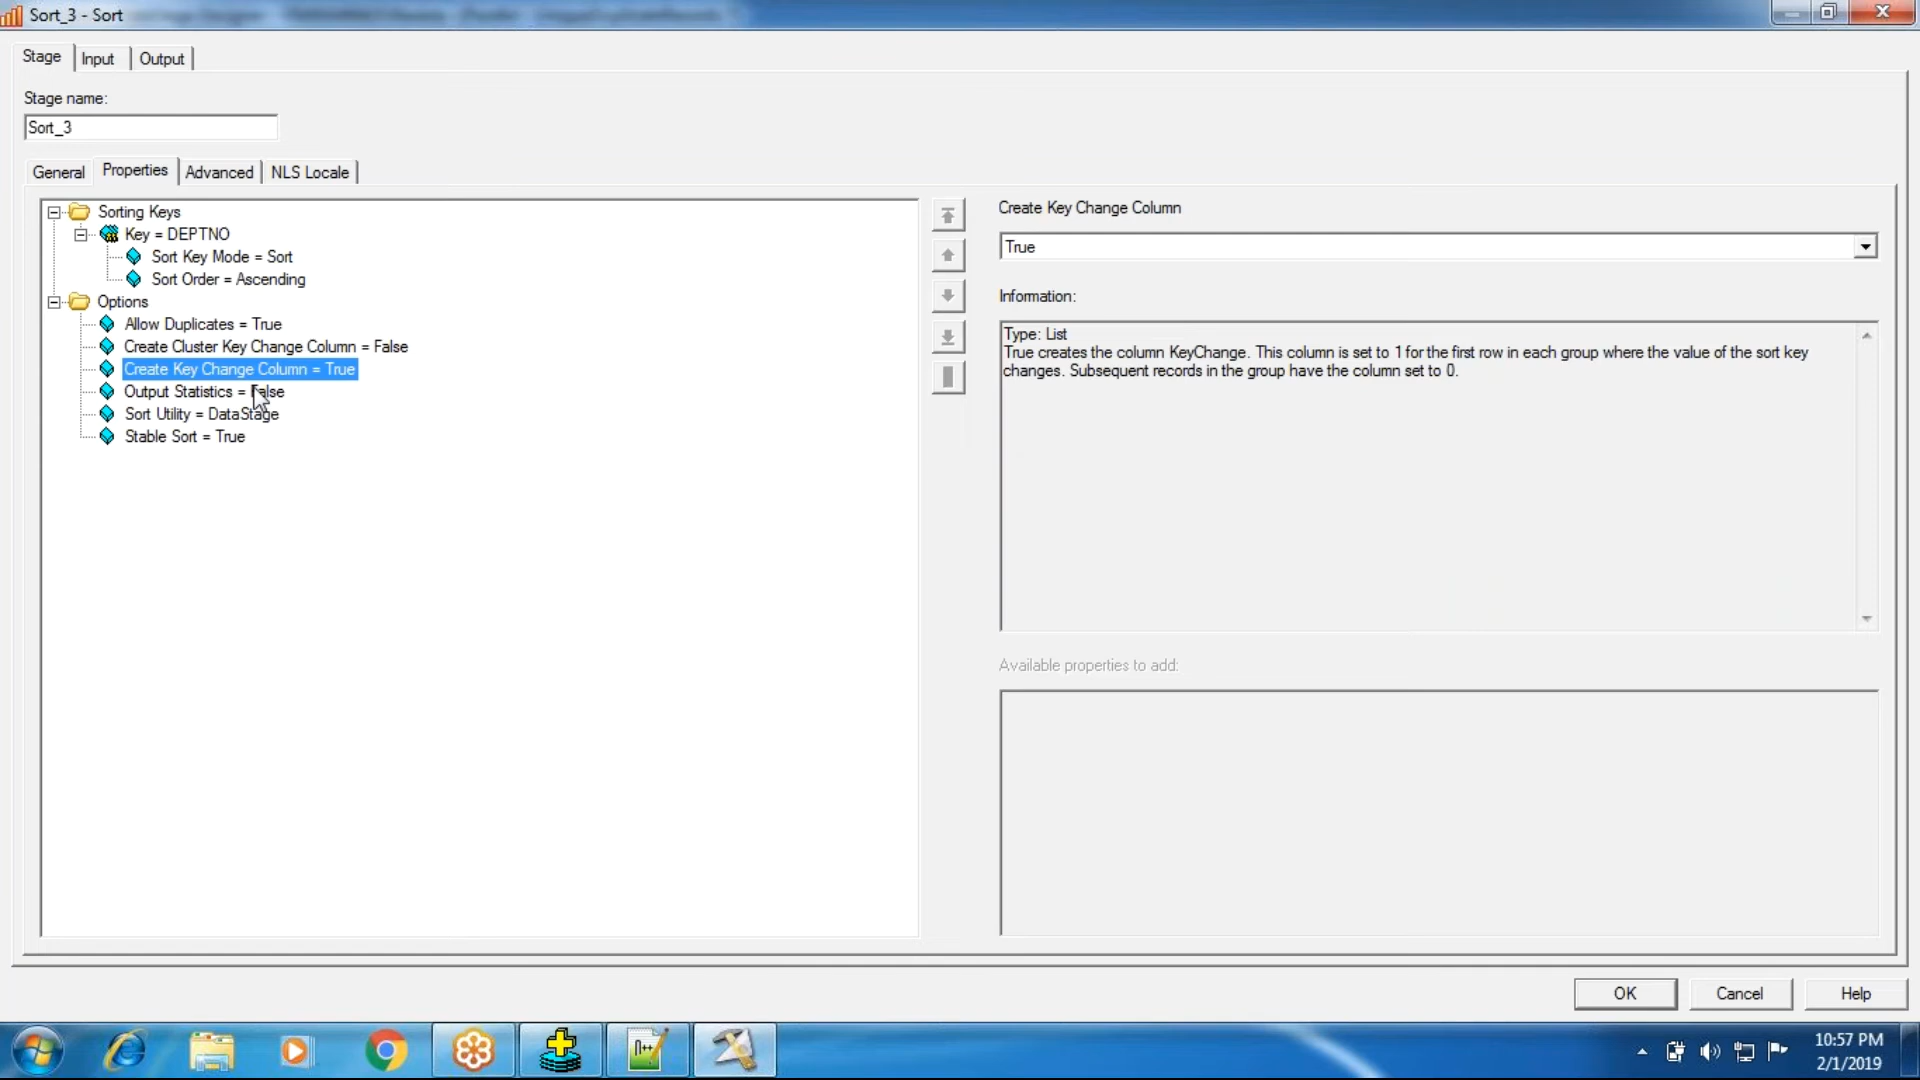 Sort_3 - Sort
Stage
Input
Output
Stage name:
Sort_3
General
Properties
Advanced
NLS Locale
Sorting Keys
Key = DEPTNO
Sort Key Mode = Sort
Sort Order = Ascending
Options
Allow Duplicates = True
Create Cluster Key Change Column = False
Create Key Change Column = True
Output Statistics = False
Sort Utility = DataStage
Stable Sort = True
Create Key Change Column
True
Information:
Type: List
True creates the column KeyChange. This column is set to 1 for the first row in each group where the value of the sort key
changes. Subsequent records in the group have the column set to 0.
Available properties to add:
OK
Cancel
Help
10:57 PM
2/1/2019